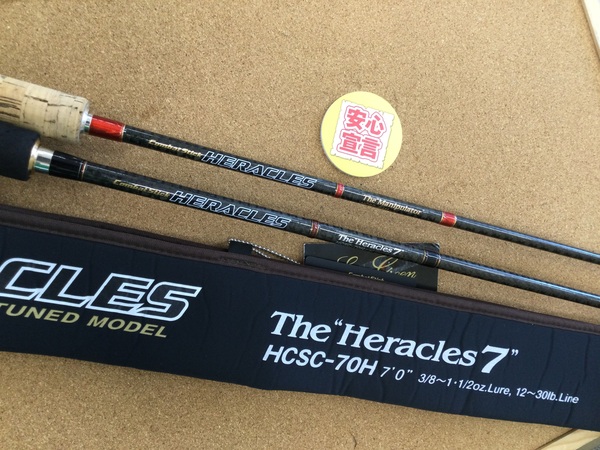 安心
宣言
Combat Stick HERACLES
The Manipulator
Combat Stick HERACLES
The Heracles 7
CLES
TUNED MODEL
The "Heracles 7"
HCSC-70H 7'0" 3/8~1・1/2oz.Lure, 12~30lb.Line